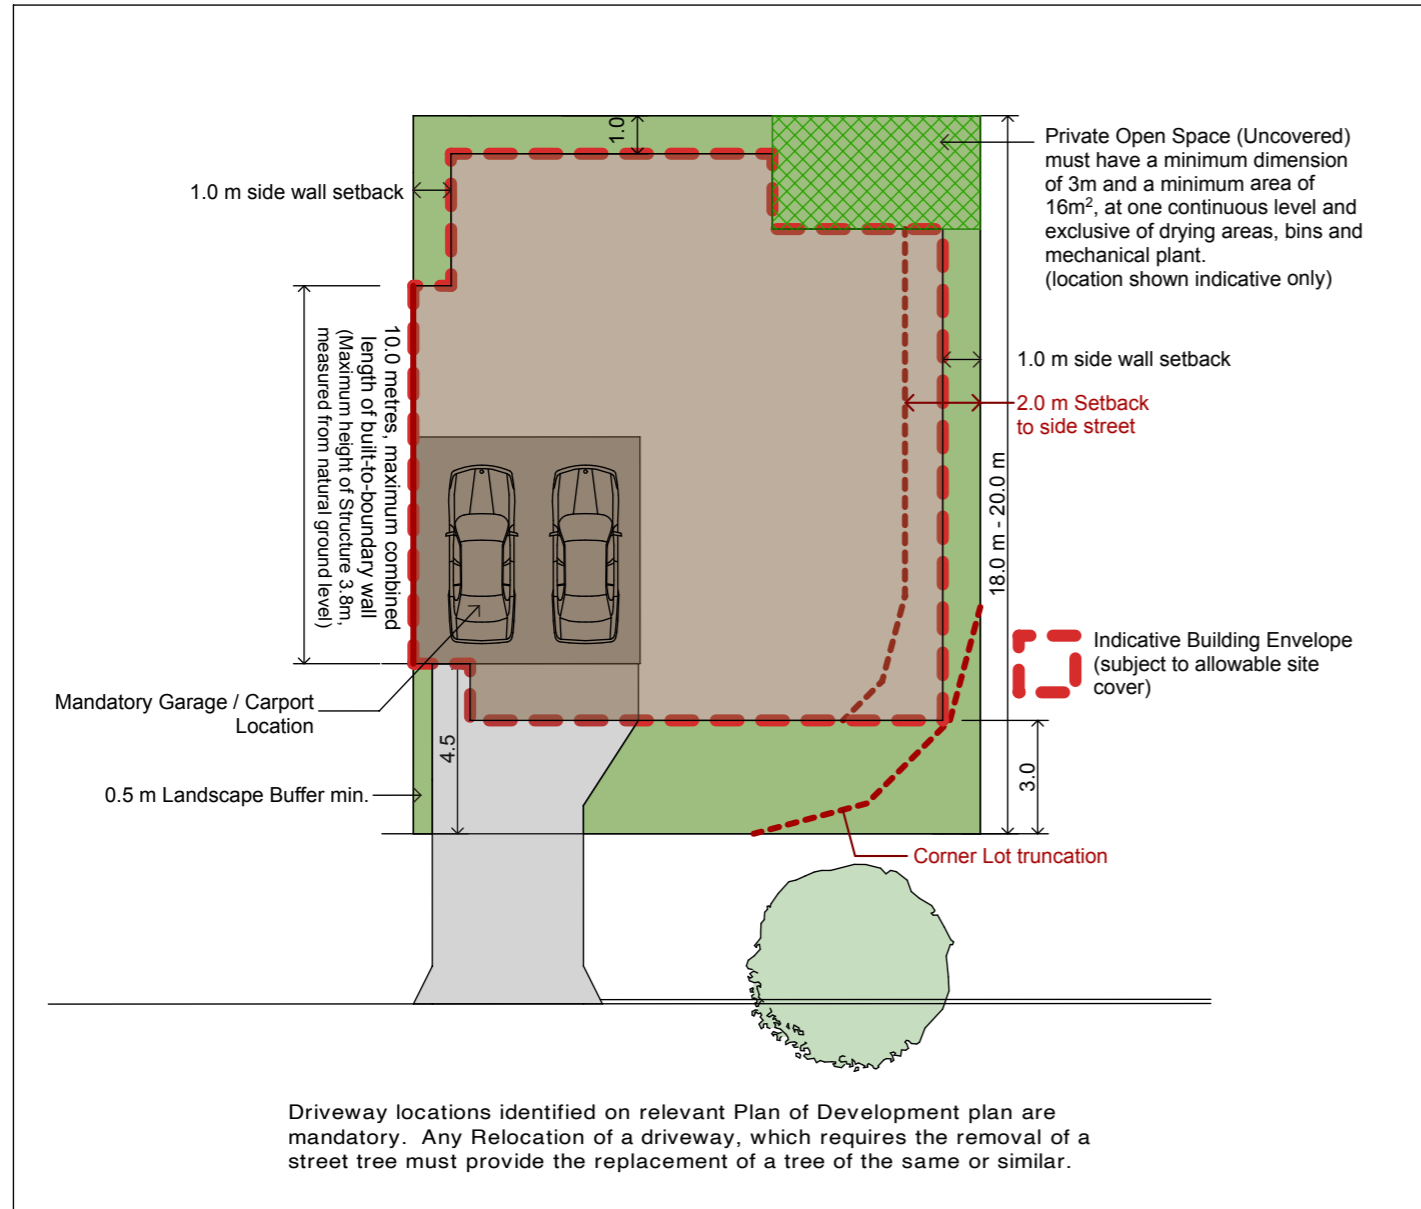 1.0
Private Open Space (Uncovered)
must have a minimum dimension
of 3m and a minimum area of
16m², at one continuous level and
exclusive of drying areas, bins and
mechanical plant.
(location shown indicative only)
1.0 m side wall setback
10.0 metres, maximum combined
length of built-to-boundary wall
(Maximum height of Structure 3.8m,
measured from natural ground level)
1.0 m side wall setback
2.0 m Setback
to side street
18.0 m - 20.0 m
Indicative Building Envelope
(subject to allowable site
cover)
Mandatory Garage / Carport
Location
4.5
3.0
0.5 m Landscape Buffer min.
Corner Lot truncation
Driveway locations identified on relevant Plan of Development plan are
mandatory. Any Relocation of a driveway, which requires the removal of a
street tree must provide the replacement of a tree of the same or similar.